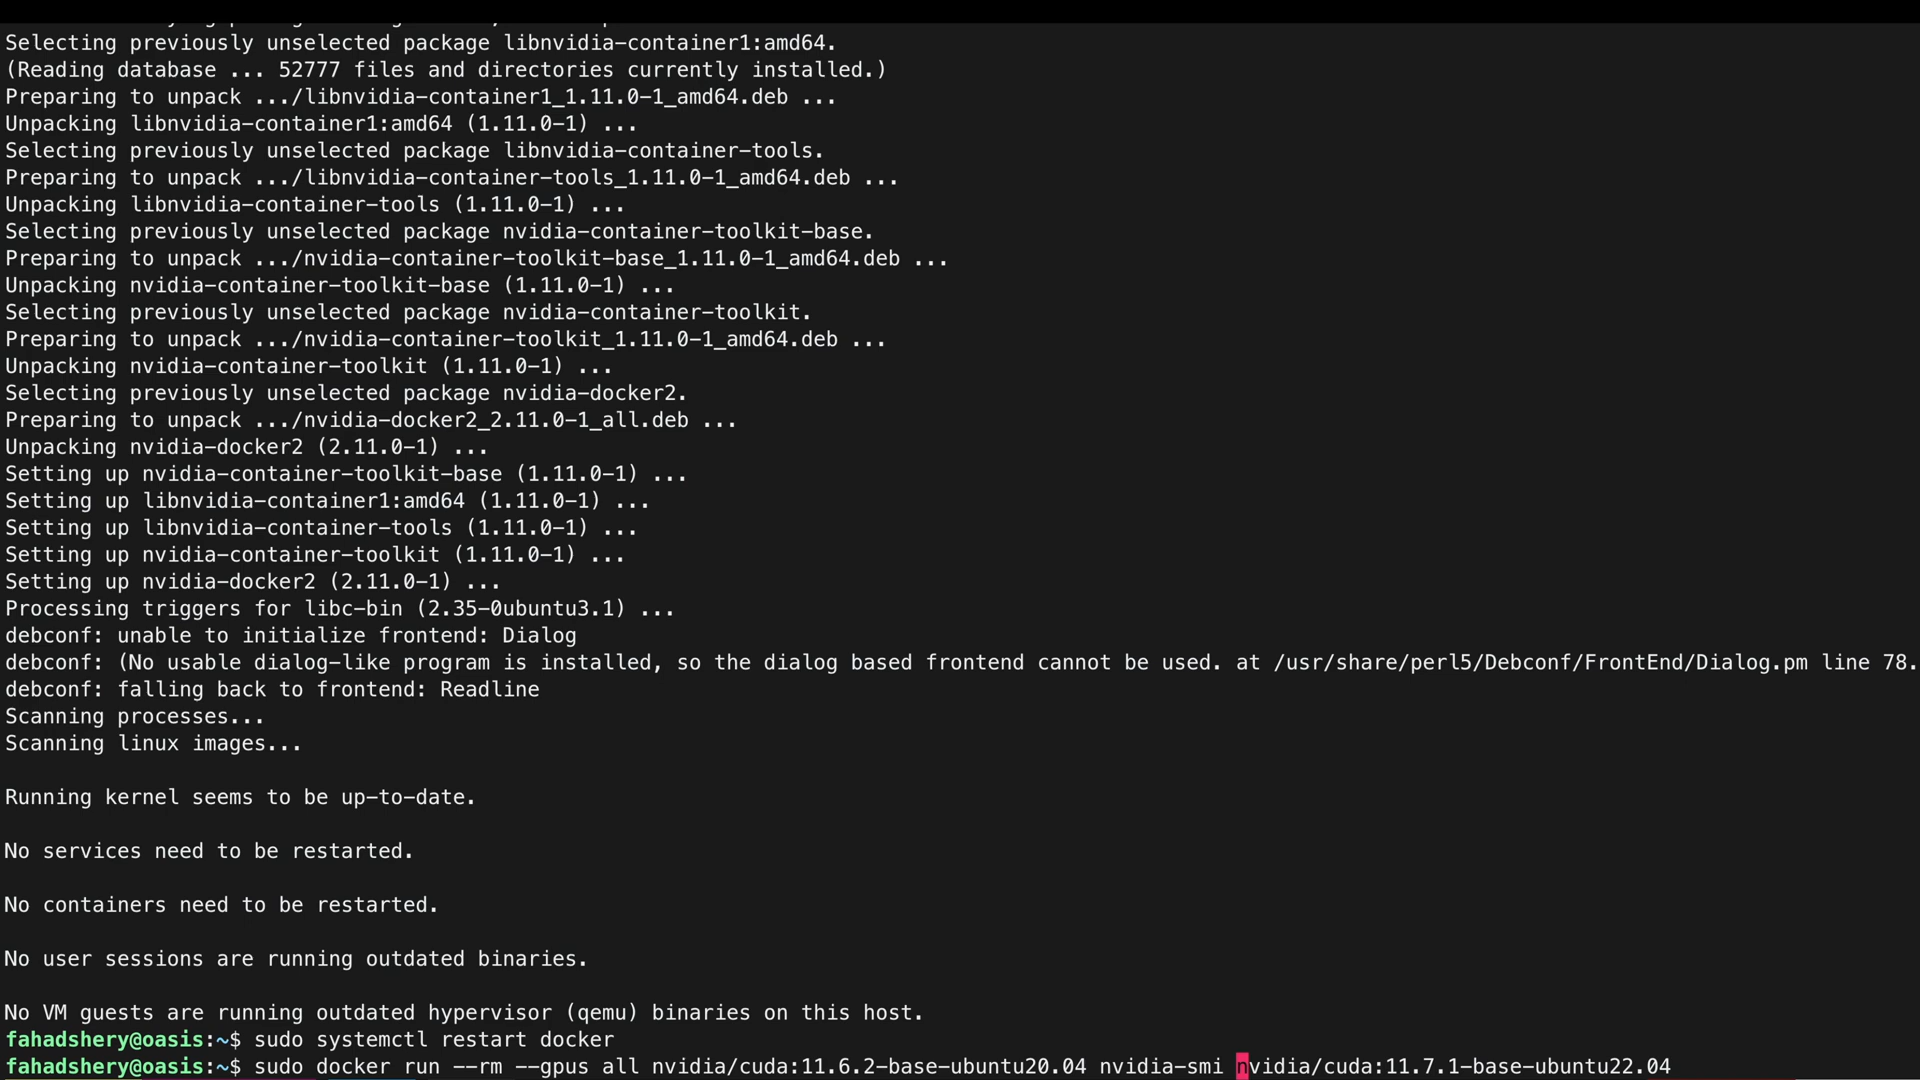 Selecting previously unselected package libnvidia-container1:amd64.
(Reading database ... 52777 files and directories currently installed.)
Preparing to unpack .../libnvidia-container1_1.11.0-1_amd64.deb ...
Unpacking libnvidia-container1:amd64 (1.11.0-1) ...
Selecting previously unselected package libnvidia-container-tools.
Preparing to unpack .../libnvidia-container-tools_1.11.0-1_amd64.deb ...
Unpacking libnvidia-container-tools (1.11.0-1) ...
Selecting previously unselected package nvidia-container-toolkit-base.
Preparing to unpack .../nvidia-container-toolkit-base_1.11.0-1_amd64.deb ...
Unpacking nvidia-container-toolkit-base (1.11.0-1) ...
Selecting previously unselected package nvidia-container-toolkit.
Preparing to unpack .../nvidia-container-toolkit_1.11.0-1_amd64.deb ...
Unpacking nvidia-container-toolkit (1.11.0-1) ...
Selecting previously unselected package nvidia-docker2.
Preparing to unpack .../nvidia-docker2_2.11.0-1_all.deb ...
Unpacking nvidia-docker2 (2.11.0-1) ...
Setting up nvidia-container-toolkit-base (1.11.0-1) ...
Setting up libnvidia-container1:amd64 (1.11.0-1) ...
Setting up libnvidia-container-tools (1.11.0-1) ...
Setting up nvidia-container-toolkit (1.11.0-1) ...
Setting up nvidia-docker2 (2.11.0-1) ...
Processing triggers for libc-bin (2.35-0ubuntu3.1) ...
debconf: unable to initialize frontend: Dialog
debconf: (No usable dialog-like program is installed, so the dialog based frontend cannot be used. at /usr/share/perl5/Debconf/FrontEnd/Dialog.pm line 78.
debconf: falling back to frontend: Readline
Scanning processes...
Scanning linux images...
Running kernel seems to be up-to-date.
No services need to be restarted.
No containers need to be restarted.
No user sessions are running outdated binaries.
No VM guests are running outdated hypervisor (qemu) binaries on this host.
fahadshery@oasis:~$ sudo systemctl restart docker
fahadshery@oasis:~$ sudo docker run --rm --gpus all nvidia/cuda:11.6.2-base-ubuntu20.04 nvidia-smi nvidia/cuda:11.7.1-base-ubuntu22.04